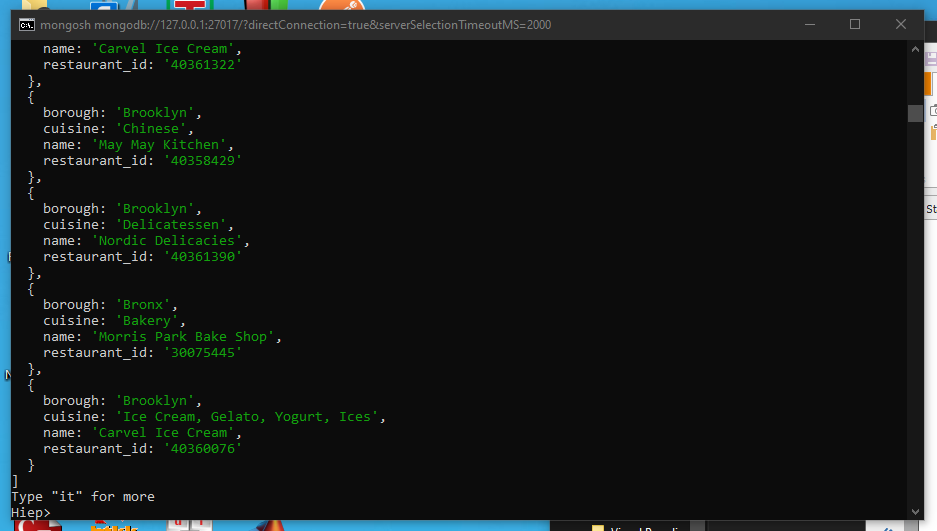 mongosh mongodb://127.0.0.1:27017/?directConnection=true&serverSelectionTimeoutMS=2000
name: 'Carvel Ice Cream',
restaurant_id: '40361322'
},
{
borough: 'Brooklyn',
cuisine: 'Chinese',
name: 'May May Kitchen',
restaurant_id: '40358429'
},
{
borough: 'Brooklyn',
cuisine: 'Delicatessen',
name: 'Nordic Delicacies',
restaurant_id: '40361390'
},
{
borough: 'Bronx',
cuisine: 'Bakery',
name: 'Morris Park Bake Shop',
restaurant_id: '30075445'
},
{
borough: 'Brooklyn',
cuisine: 'Ice Cream, Gelato, Yogurt, Ices',
name: 'Carvel Ice Cream',
restaurant_id: '40360076'
}
]
Type "it" for more
Hiep>
St